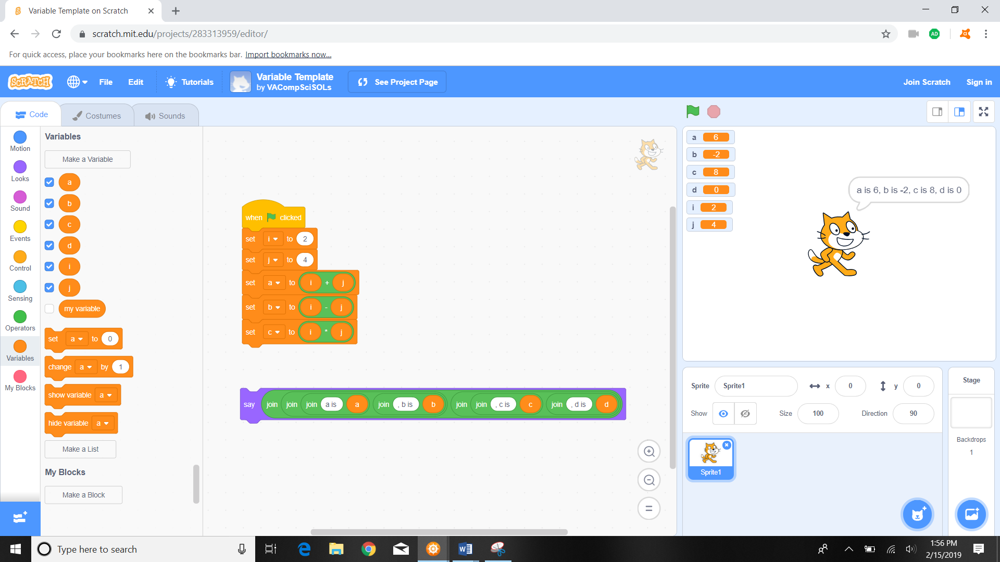 Variable Template on Scratch
scratch.mit.edu/projects/283313959/editor/
For quick access, place your bookmarks here on the bookmarks bar. Import bookmarks now...
SCRATCH
File Edit Tutorials
Variable Template
by VACompSciSOLs
See Project Page
Join Scratch Sign in
Code Costumes Sounds
Motion
Looks
Sound
Events
Control
Sensing
Operators
Variables
My Blocks
Variables
Make a Variable
a
b
c
d
i
j
my variable
set a to 0
change a by 1
show variable a
hide variable a
Make a List
My Blocks
Make a Block
when clicked
set i to 2
set j to 4
set a to i + j
set b to i - j
set c to i * j
say join join join a is a join , b is b join join , c is c join , d is d
a 6
b -2
c 8
d 0
i 2
j 4
a is 6, b is -2, c is 8, d is 0
Sprite Sprite1 x 0 y 0
Show Size 100 Direction 90
Sprite1
Stage
Backdrops
1
Type here to search
1:56 PM
2/15/2019